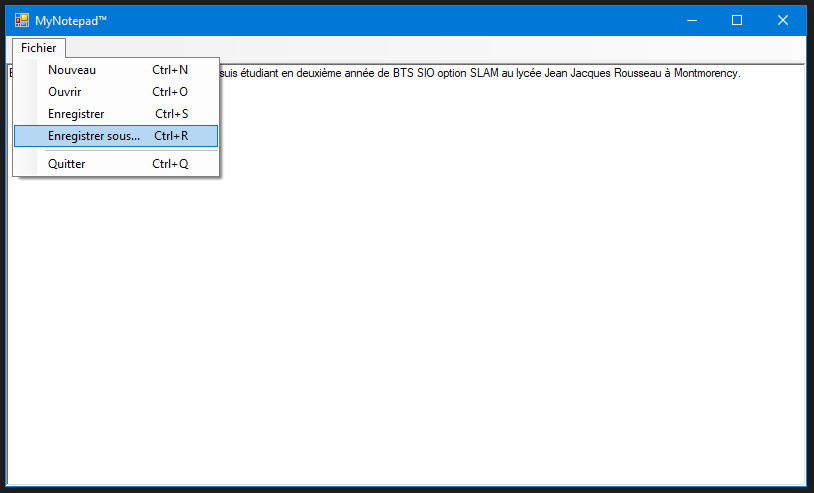 MyNotepad™
Fichier
suis étudiant en deuxième année de BTS SIO option SLAM au lycée Jean Jacques Rousseau à Montmorency.
Nouveau Ctrl+N
Ouvrir Ctrl+O
Enregistrer Ctrl+S
Enregistrer sous... Ctrl+R
Quitter Ctrl+Q